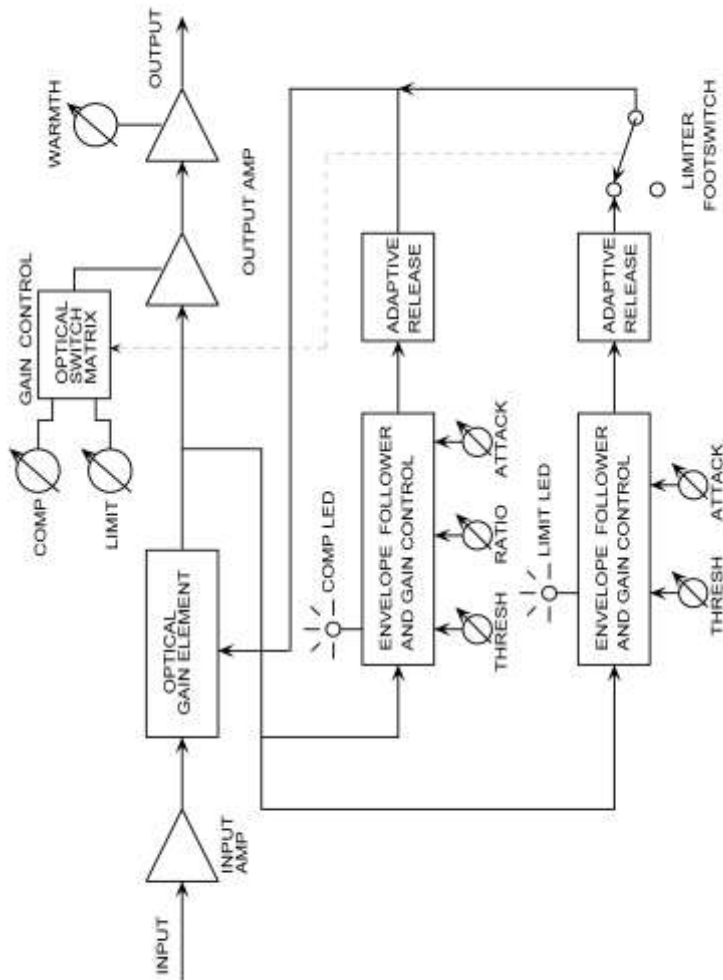 INPUT
INPUT
AMP
OPTICAL
GAIN ELEMENT
COMP
LIMIT
GAIN CONTROL
OPTICAL
SWITCH
MATRIX
OUTPUT AMP
WARMTH
OUTPUT
COMP LED
ENVELOPE FOLLOWER
AND GAIN CONTROL
THRESH
RATIO
ATTACK
ADAPTIVE
RELEASE
LIMIT LED
ENVELOPE FOLLOWER
AND GAIN CONTROL
THRESH
ATTACK
ADAPTIVE
RELEASE
LIMITER
FOOTSWITCH